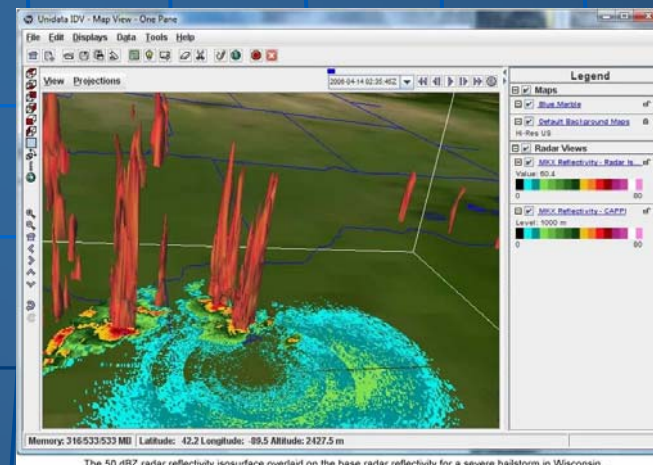 Unidata IDV - Map View - One Pane
File Edit Displays Data Tools Help
View Projections
2006-04-14 02:35:46Z
Legend
Maps
Blue Marble
Default Background Maps
Hi-Res US
Radar Views
MKX Reflectivity - Radar Is...
Value: 50.4
0 80
MKX Reflectivity - CAPPI
Level: 1000 m
0 80
Memory: 316/533/533 MB Latitude: 42.2 Longitude: -89.5 Altitude: 2427.5 m
The 50 dBZ radar reflectivity isosurface overlaid on the base radar reflectivity for a severe hailstorm in Wisconsin